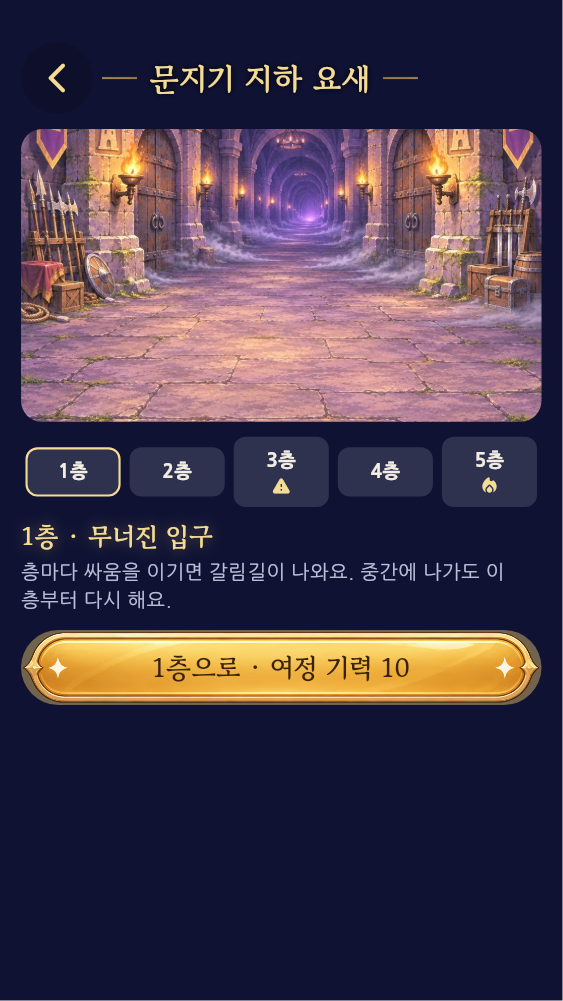 문지기 지하 요새
1층
2층
3층
4층
5층
1층 · 무너진 입구
층마다 싸움을 이기면 갈림길이 나와요. 중간에 나가도 이
층부터 다시 해요.
1층으로 · 여정 기력 10